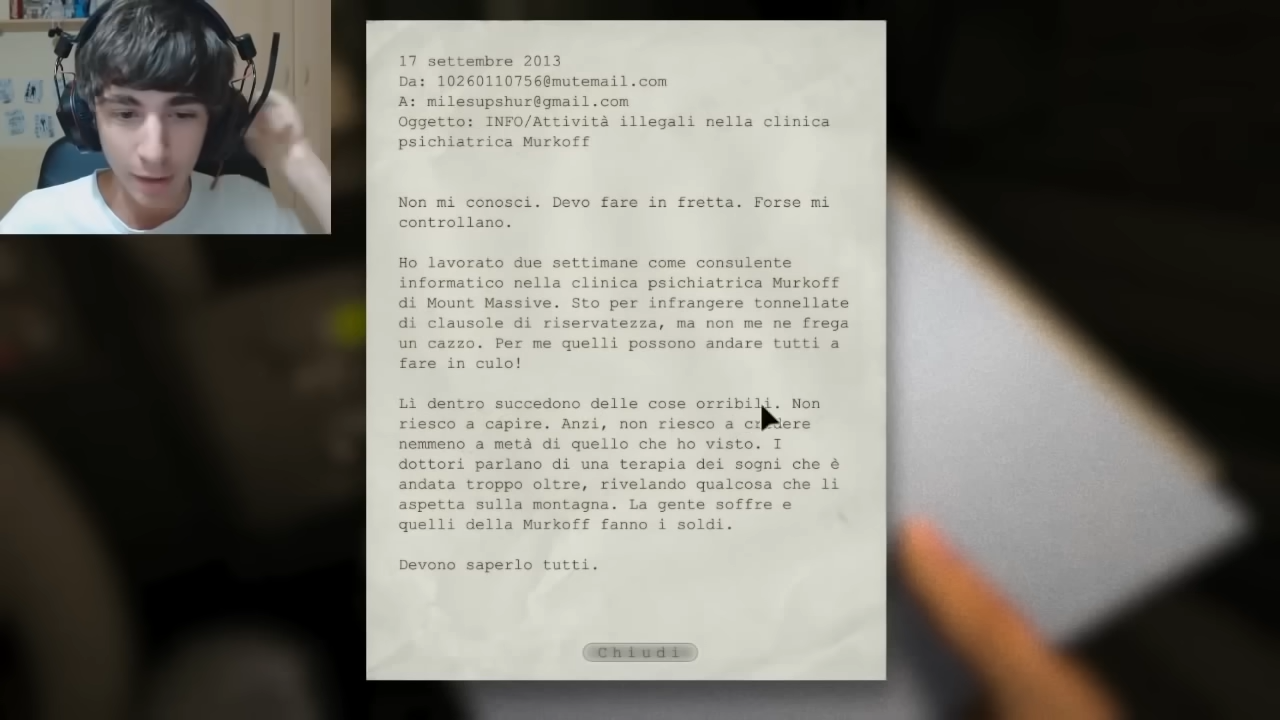 17 settembre 2013
Da: 10260110756@mutemail.com
A: milesupshur@gmail.com
Oggetto: INFO/Attività illegali nella clinica
psichiatrica Murkoff
Non mi conosci. Devo fare in fretta. Forse mi
controllano.
Ho lavorato due settimane come consulente
informatico nella clinica psichiatrica Murkoff
di Mount Massive. Sto per infrangere tonnellate
di clausole di riservatezza, ma non me ne frega
un cazzo. Per me quelli possono andare tutti a
fare in culo!
Lì dentro succedono delle cose orribili. Non
riesco a capire. Anzi, non riesco a credere
nemmeno a metà di quello che ho visto. I
dottori parlano di una terapia dei sogni che è
andata troppo oltre, rivelando qualcosa che li
aspetta sulla montagna. La gente soffre e
quelli della Murkoff fanno i soldi.
Devono saperlo tutti.
Chiudi